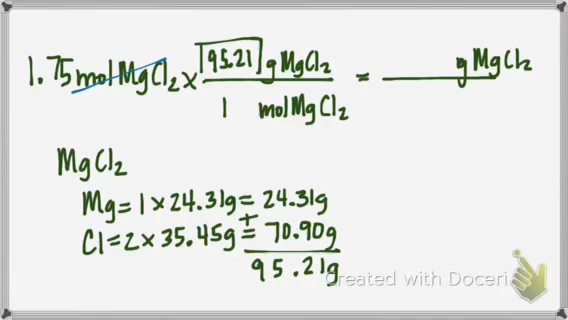 1.75 mol MgCl2 x 95.21 g MgCl2 = ______ g MgCl2
1 mol MgCl2
MgCl2
Mg = 1 x 24.31g = 24.31g
+
Cl = 2 x 35.45g = 70.90g
95.21g
Created with Doceri